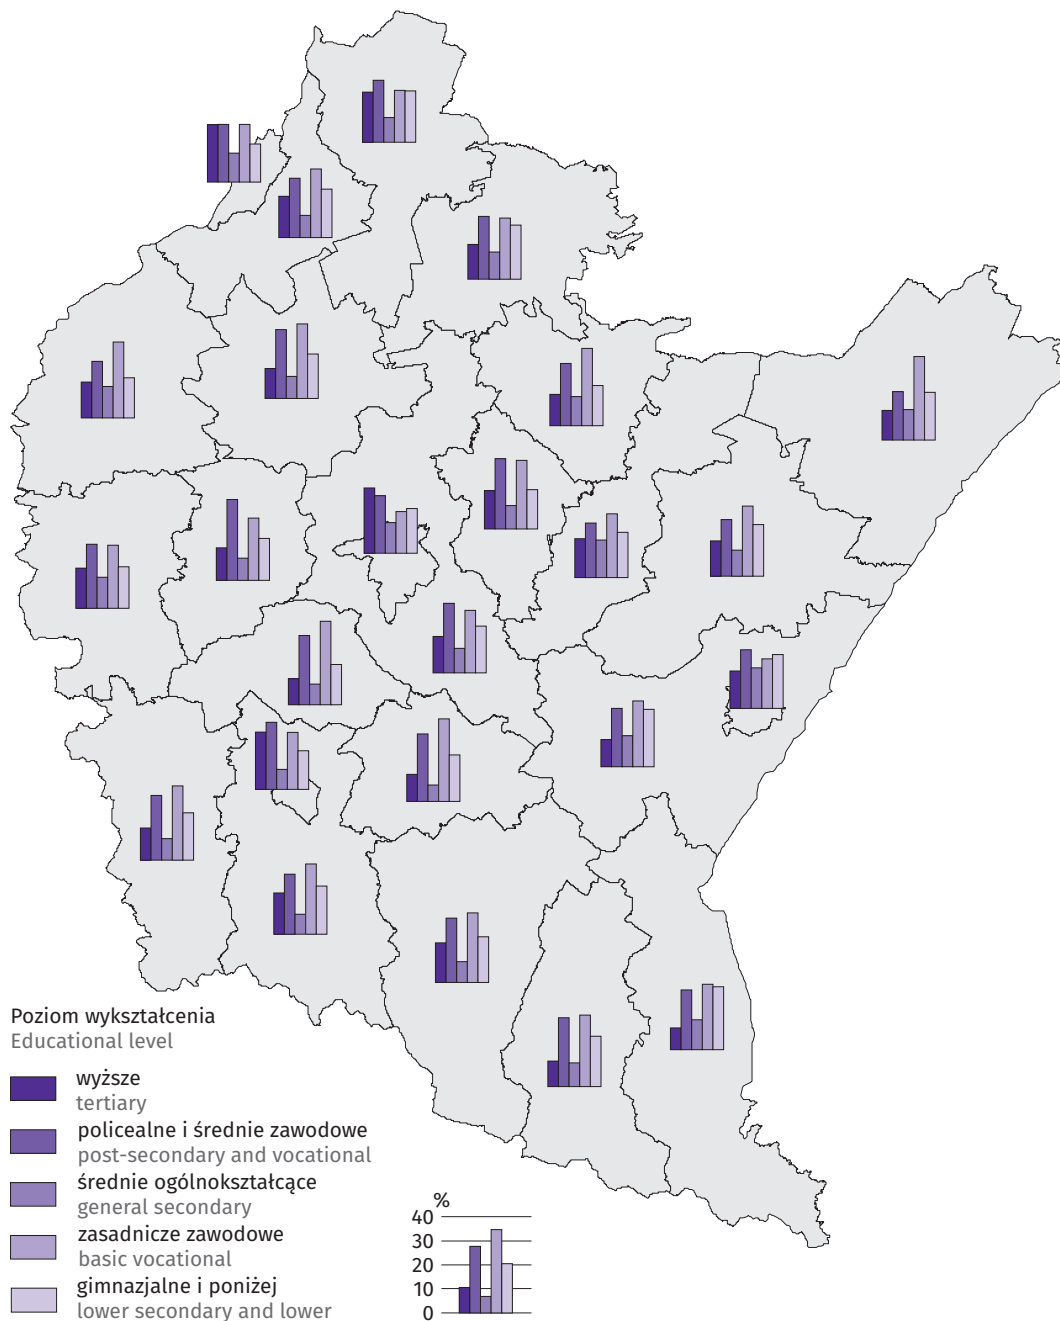 Poziom wykształcenia
Educational level
wyższe
tertiary
policealne i średnie zawodowe
post-secondary and vocational
średnie ogólnokształcące
general secondary
zasadnicze zawodowe
basic vocational
gimnazjalne i poniżej
lower secondary and lower
%
40
30
20
10
0